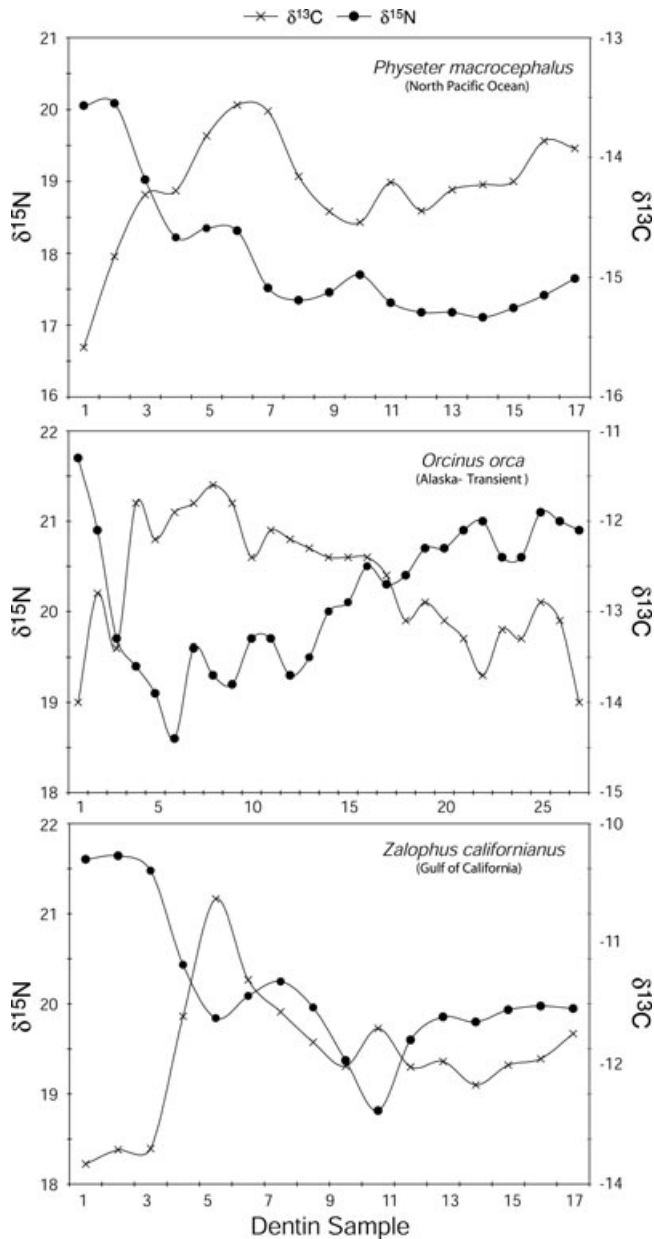 δ13C δ15N
21
20
19
18
17
16
δ15N
Physeter macrocephalus
(North Pacific Ocean)
-13
-14
-15
-16
δ13C
1 3 5 7 9 11 13 15 17
22
21
20
19
18
δ15N
Orcinus orca
(Alaska- Transient )
-11
-12
-13
-14
-15
δ13C
1 5 10 15 20 25
22
21
20
19
18
δ15N
Zalophus californianus
(Gulf of California)
-10
-11
-12
-14
δ13C
1 3 5 7 9 11 13 15 17
Dentin Sample